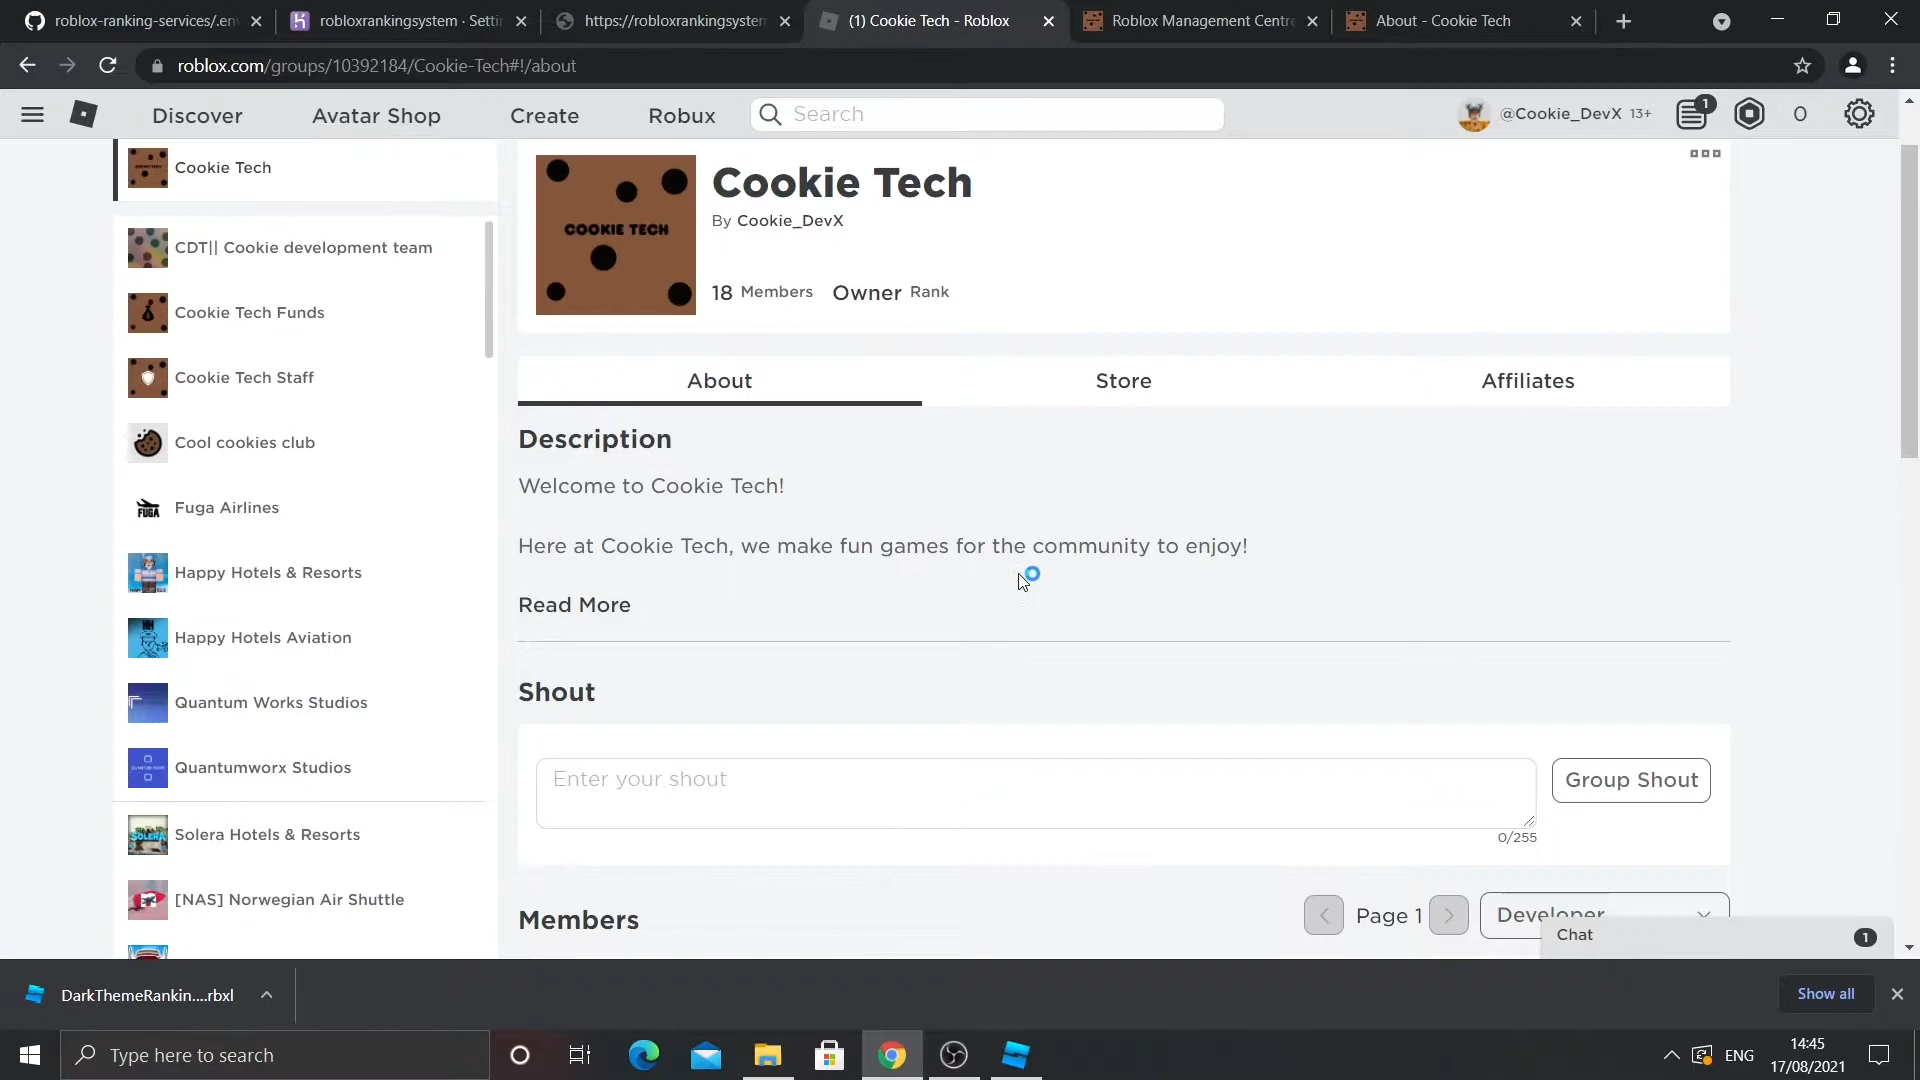 roblox-ranking-services/.env
robloxrankingsystem · Setti
https://robloxrankingsystem
(1) Cookie Tech - Roblox
Roblox Management Centre
About - Cookie Tech
roblox.com/groups/10392184/Cookie-Tech#!/about
Discover
Avatar Shop
Create
Robux
Search
@Cookie_DevX 13+
1
0
Cookie Tech
CDT|| Cookie development team
Cookie Tech Funds
Cookie Tech Staff
Cool cookies club
FUGA
Fuga Airlines
Happy Hotels & Resorts
Happy Hotels Aviation
Quantum Works Studios
Quantumworx Studios
SOLERA
Solera Hotels & Resorts
[NAS] Norwegian Air Shuttle
COOKIE TECH
Cookie Tech
By Cookie_DevX
18 Members Owner Rank
About
Store
Affiliates
Description
Welcome to Cookie Tech!
Here at Cookie Tech, we make fun games for the community to enjoy!
Read More
Shout
Enter your shout
Group Shout
0/255
Members
Page 1
Developer
Chat
1
DarkThemeRankin....rbxl
Show all
Type here to search
ENG
14:45
17/08/2021